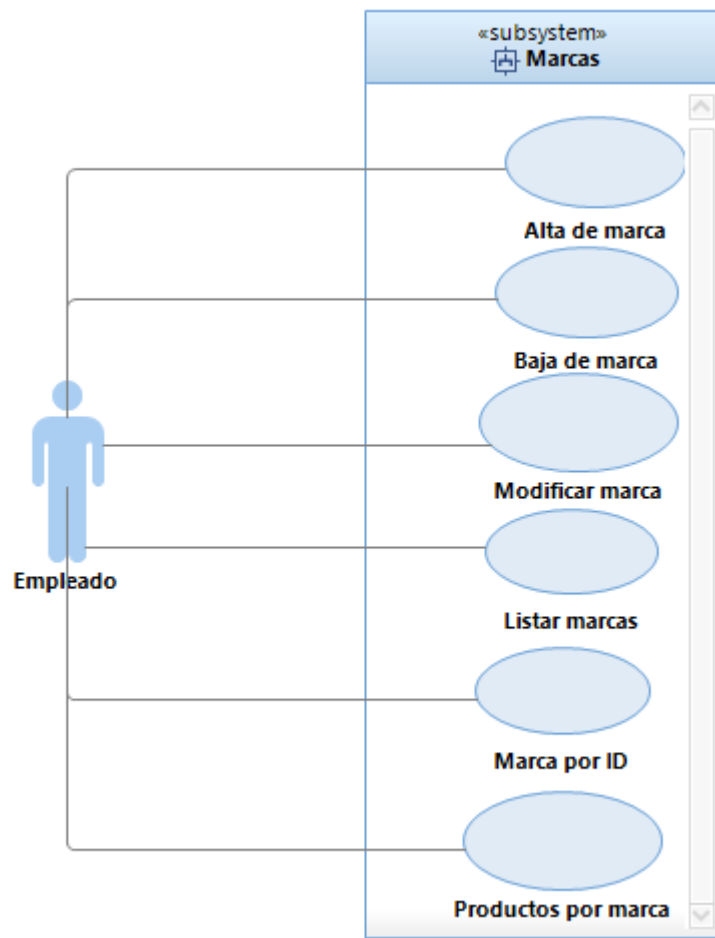 «subsystem»
Marcas
Alta de marca
Baja de marca
Modificar marca
Empleado
Listar marcas
Marca por ID
Productos por marca